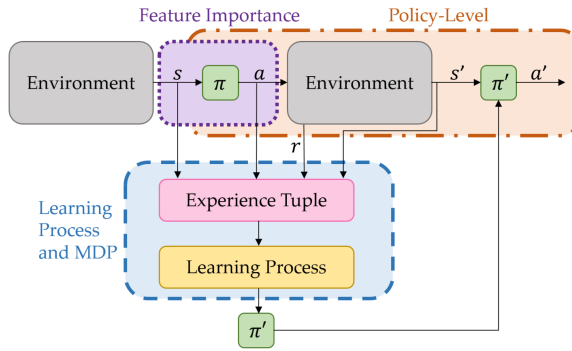 Feature Importance
Policy-Level
Environment
s
π
a
Environment
s′
π′
a′
r
Learning
Process
and MDP
Experience Tuple
Learning Process
π′